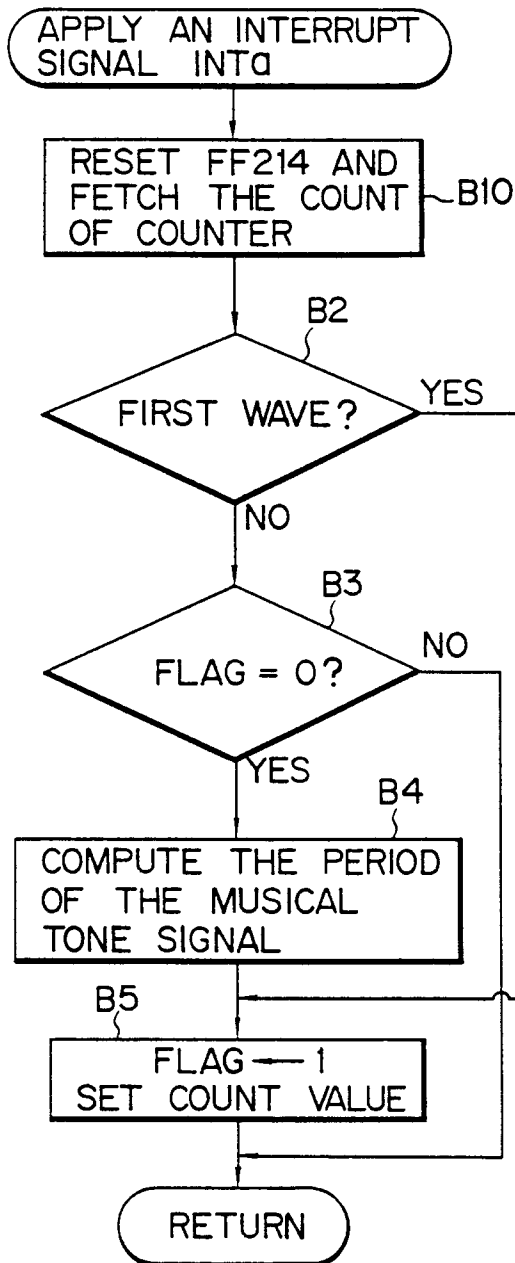 APPLY AN INTERRUPT
SIGNAL INTa
RESET FF214 AND
FETCH THE COUNT
OF COUNTER
B10
B2
FIRST WAVE?
YES
NO
B3
FLAG = 0?
NO
YES
B4
COMPUTE THE PERIOD
OF THE MUSICAL
TONE SIGNAL
B5
FLAG ← 1
SET COUNT VALUE
RETURN